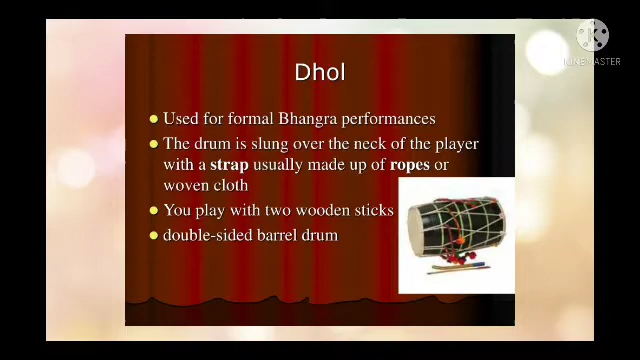 KINEMASTER
Dhol
Used for formal Bhangra performances
The drum is slung over the neck of the player
with a strap usually made up of ropes or
woven cloth
You play with two wooden sticks
double-sided barrel drum